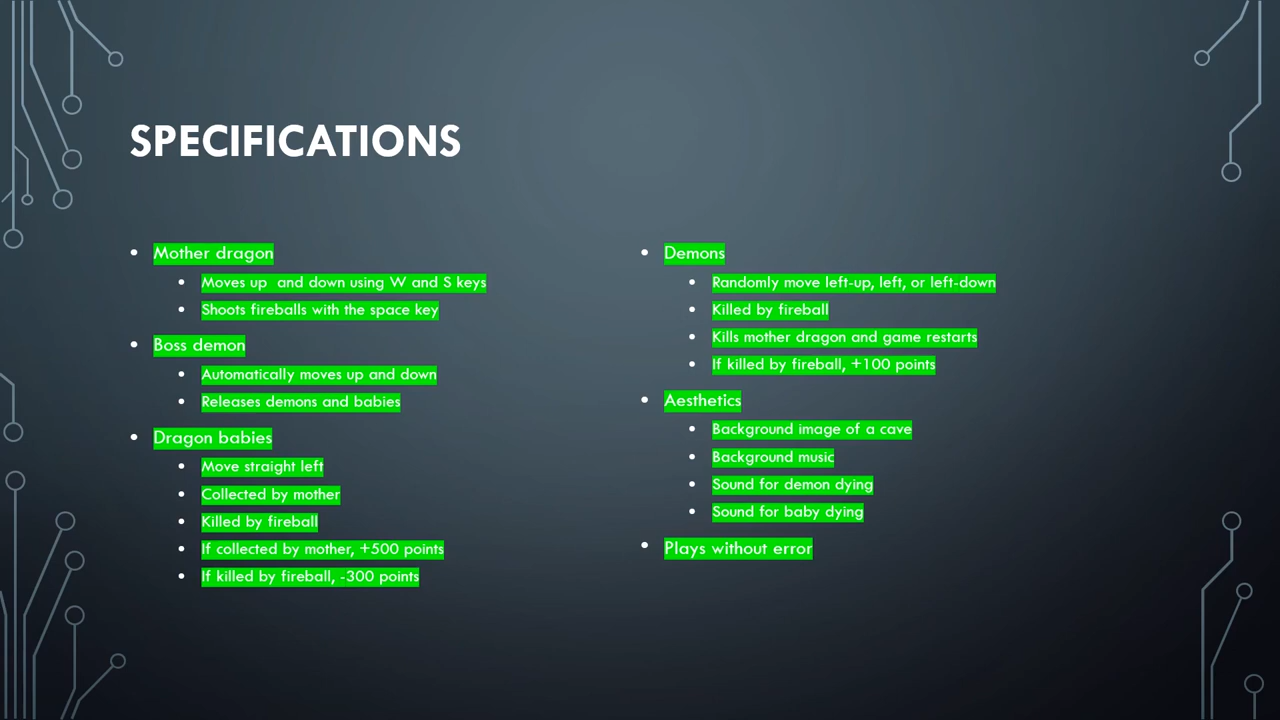 SPECIFICATIONS
• Mother dragon
• Moves up  and down using W and S keys
• Shoots fireballs with the space key
• Boss demon
• Automatically moves up and down
• Releases demons and babies
• Dragon babies
• Move straight left
• Collected by mother
• Killed by fireball
• If collected by mother, +500 points
• If killed by fireball, -300 points
• Demons
• Randomly move left-up, left, or left-down
• Killed by fireball
• Kills mother dragon and game restarts
• If killed by fireball, +100 points
• Aesthetics
• Background image of a cave
• Background music
• Sound for demon dying
• Sound for baby dying
• Plays without error